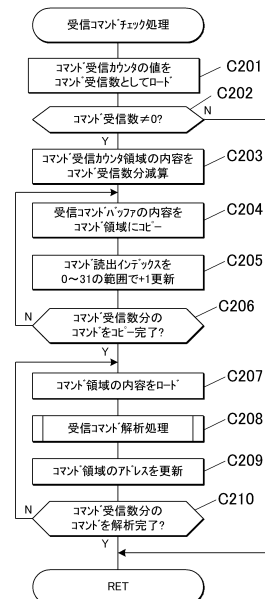 受信コマンドチェック処理
コマンド受信カウンタの値を
コマンド受信数としてロード
C201
コマンド受信数≠0?
C202
N
Y
受信カウンタ領域の内容を
コマンド受信数分減算
C203
受信コマンドバッファの内容を
コマンド領域にコピー
C204
コマンド読出インデックスを
0～31の範囲で+1更新
C205
コマンド受信数分の
コマンドをコピー完了?
C206
N
Y
コマンド領域の内容をロード
C207
受信コマンド解析処理
C208
コマンド領域のアドレスを更新
C209
コマンド受信数分の
コマンドを解析完了?
C210
N
Y
RET